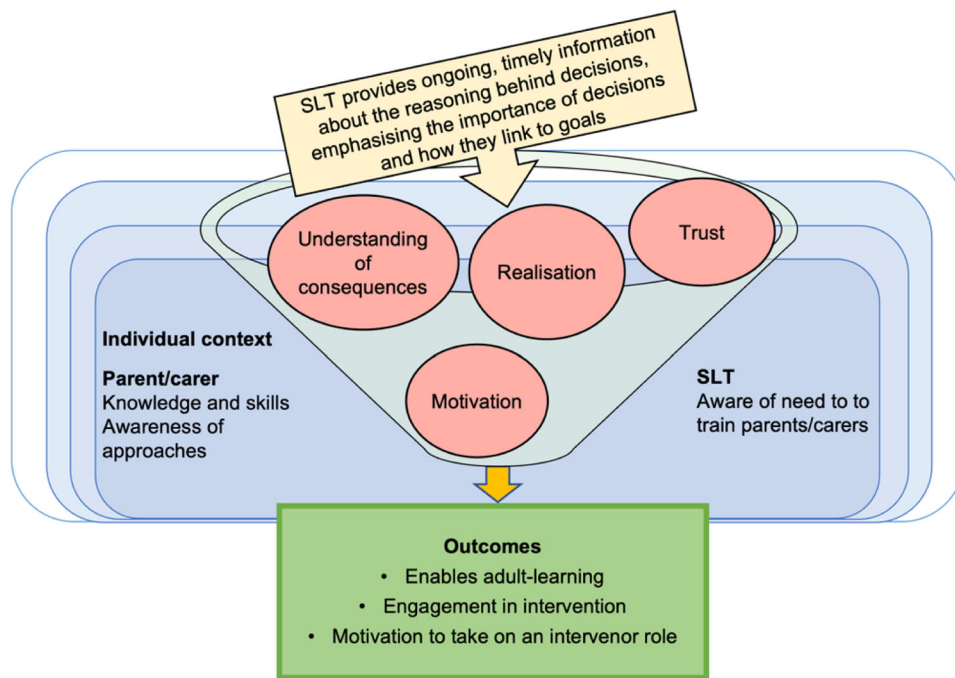 SLT provides ongoing, timely information
about the reasoning behind decisions,
emphasising the importance of decisions
and how they link to goals
Understanding
of
consequences
Realisation
Trust
Motivation
Individual context
Parent/carer
Knowledge and skills
Awareness of
approaches
SLT
Aware of need to to
train parents/carers
Outcomes
• Enables adult-learning
• Engagement in intervention
• Motivation to take on an intervenor role